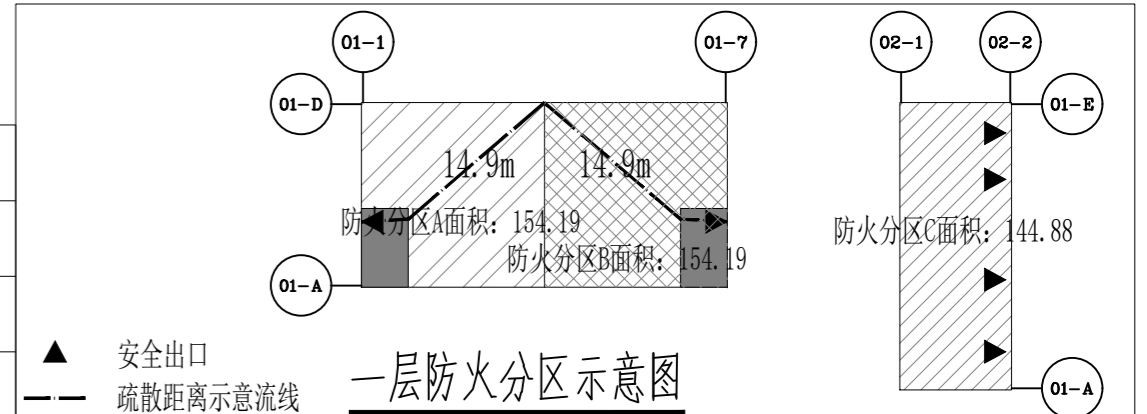 01-1
01-7
02-1
02-2
01-D
01-E
14.9m
14.9m
防火分区A面积: 154.19
防火分区C面积: 144.88
防火分区B面积: 154.19
01-A
安全出口
一层防火分区示意图
疏散距离示意流线
01-A